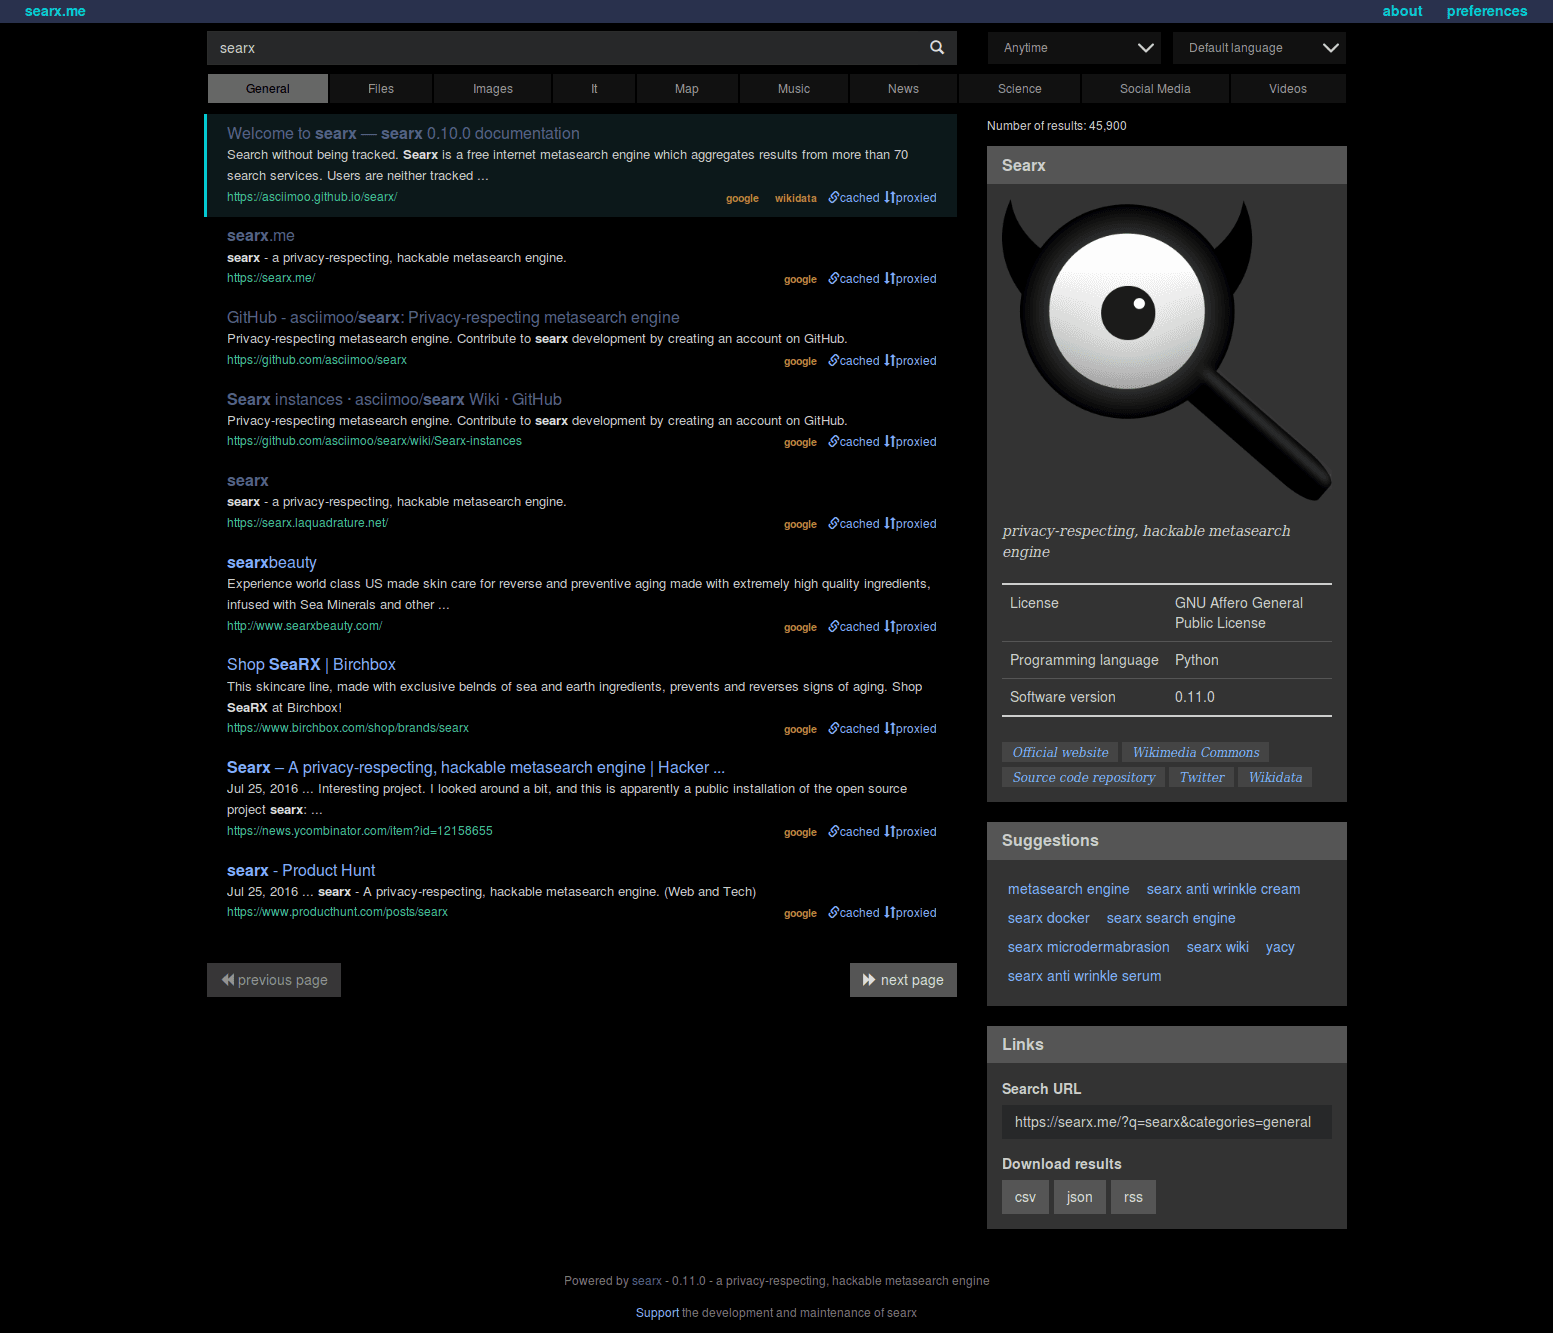 searx.me
about preferences
searx
Anytime
Default language
General Files Images It Map Music News Science Social Media Videos
Welcome to searx — searx 0.10.0 documentation
Search without being tracked. Searx is a free internet metasearch engine which aggregates results from more than 70
search services. Users are neither tracked ...
https://asciimoo.github.io/searx/
google wikidata cached proxied
searx.me
searx - a privacy-respecting, hackable metasearch engine.
https://searx.me/
google cached proxied
GitHub - asciimoo/searx: Privacy-respecting metasearch engine
Privacy-respecting metasearch engine. Contribute to searx development by creating an account on GitHub.
https://github.com/asciimoo/searx
google cached proxied
Searx instances · asciimoo/searx Wiki · GitHub
Privacy-respecting metasearch engine. Contribute to searx development by creating an account on GitHub.
https://github.com/asciimoo/searx/wiki/Searx-instances
google cached proxied
searx
searx - a privacy-respecting, hackable metasearch engine.
https://searx.laquadrature.net/
google cached proxied
searxbeauty
Experience world class US made skin care for reverse and preventive aging made with extremely high quality ingredients,
infused with Sea Minerals and other ...
http://www.searxbeauty.com/
google cached proxied
Shop SeaRX | Birchbox
This skincare line, made with exclusive belnds of sea and earth ingredients, prevents and reverses signs of aging. Shop
SeaRX at Birchbox!
https://www.birchbox.com/shop/brands/searx
google cached proxied
Searx – A privacy-respecting, hackable metasearch engine | Hacker ...
Jul 25, 2016 ... Interesting project. I looked around a bit, and this is apparently a public installation of the open source
project searx: ...
https://news.ycombinator.com/item?id=12158655
google cached proxied
searx - Product Hunt
Jul 25, 2016 ... searx - A privacy-respecting, hackable metasearch engine. (Web and Tech)
https://www.producthunt.com/posts/searx
google cached proxied
previous page
next page
Number of results: 45,900
Searx
privacy-respecting, hackable metasearch
engine
License GNU Affero General
Public License
Programming language Python
Software version 0.11.0
Official website Wikimedia Commons
Source code repository Twitter Wikidata
Suggestions
metasearch engine searx anti wrinkle cream
searx docker searx search engine
searx microdermabrasion searx wiki yacy
searx anti wrinkle serum
Links
Search URL
https://searx.me/?q=searx&categories=general
Download results
csv json rss
Powered by searx - 0.11.0 - a privacy-respecting, hackable metasearch engine
Support the development and maintenance of searx